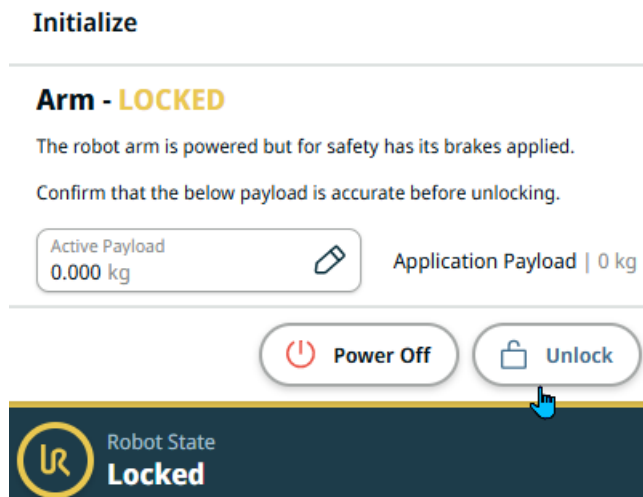 Initialize
Arm - LOCKED
The robot arm is powered but for safety has its brakes applied.
Confirm that the below payload is accurate before unlocking.
Active Payload
0.000 kg
Application Payload | 0 kg
Power Off
Unlock
UR
Robot State
Locked